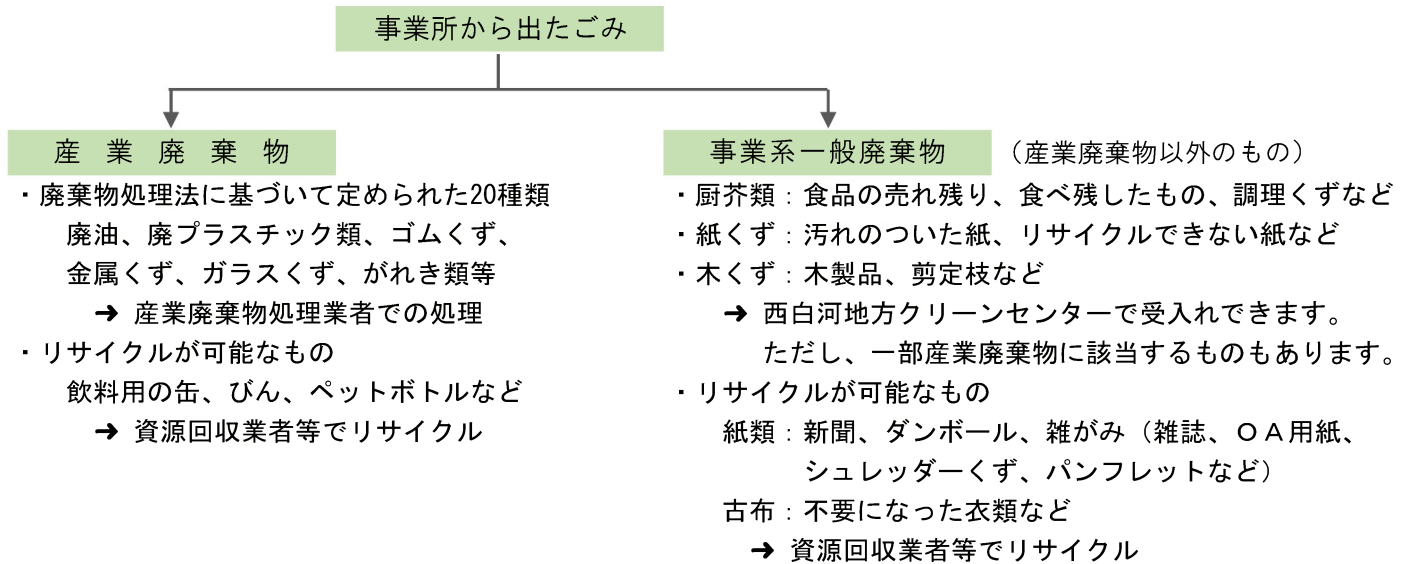 事業所から出たごみ
産業廃棄物
・廃棄物処理法に基づいて定められた20種類
廃油、廃プラスチック類、ゴムくず、
金属くず、ガラスくず、がれき類等
➜ 産業廃棄物処理業者での処理
・リサイクルが可能なもの
飲料用の缶、びん、ペットボトルなど
➜ 資源回収業者等でリサイクル
事業系一般廃棄物 （産業廃棄物以外のもの）
・厨芥類：食品の売れ残り、食べ残したもの、調理くずなど
・紙くず：汚れのついた紙、リサイクルできない紙など
・木くず：木製品、剪定枝など
➜ 西白河地方クリーンセンターで受入れできます。
ただし、一部産業廃棄物に該当するものもあります。
・リサイクルが可能なもの
紙類：新聞、ダンボール、雑がみ（雑誌、ＯＡ用紙、
シュレッダーくず、パンフレットなど）
古布：不要になった衣類など
➜ 資源回収業者等でリサイクル